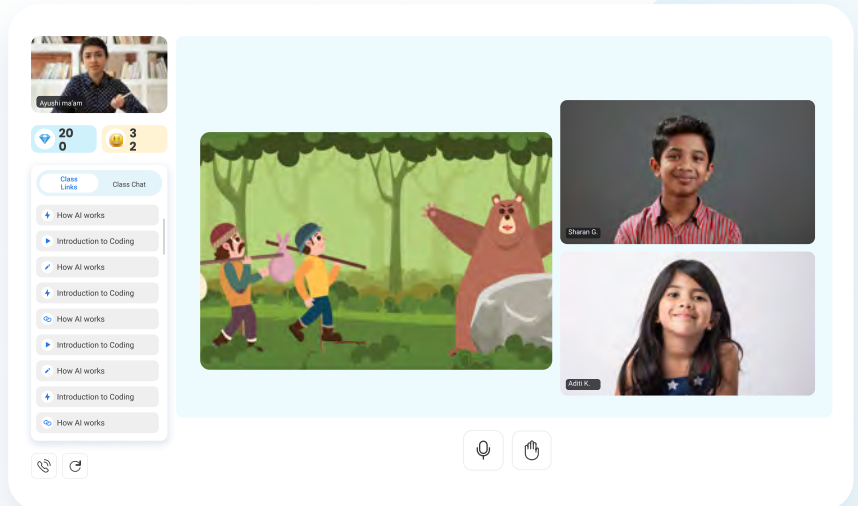 Ayushi ma'am
20
0
3
2
Class
Links
Class Chat
How AI works
Introduction to Coding
How AI works
Introduction to Coding
How AI works
Introduction to Coding
How AI works
Introduction to Coding
How AI works
Sharan G.
Aditi K.